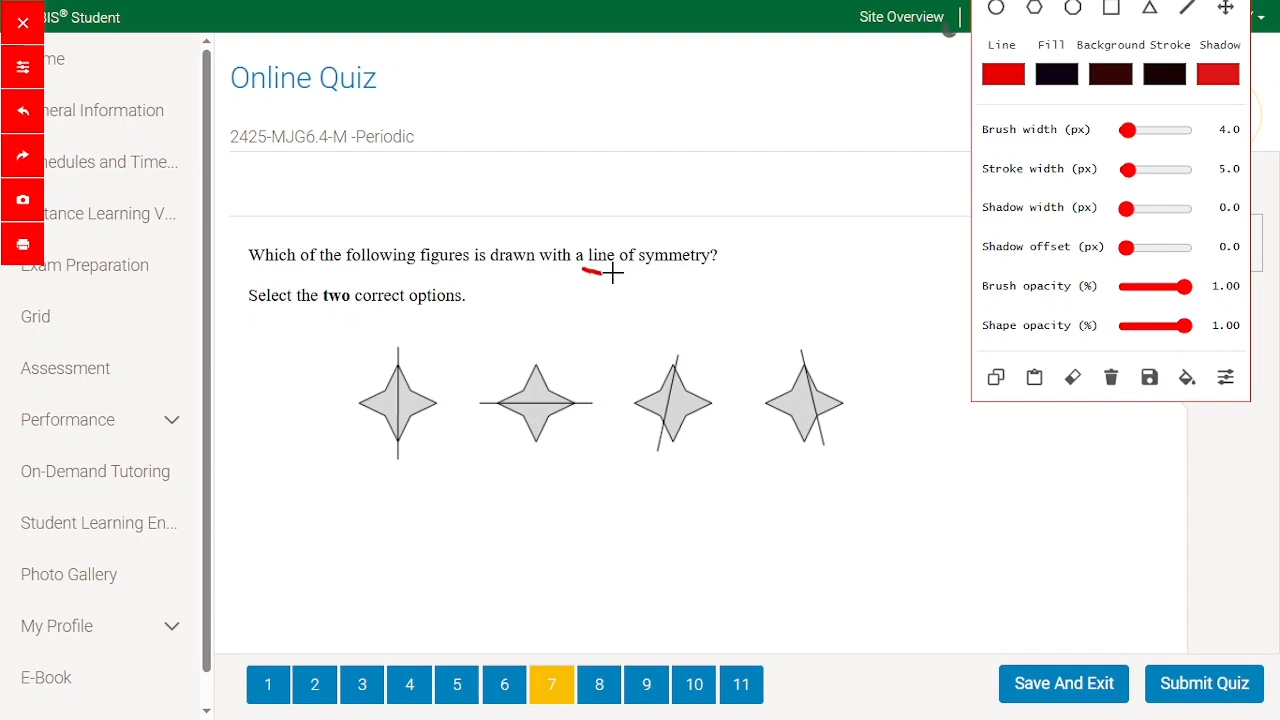 BIS® Student
Site Overview
me
neral Information
hedules and Time...
tance Learning V...
Exam Preparation
Grid
Assessment
Performance
On-Demand Tutoring
Student Learning En...
Photo Gallery
My Profile
E-Book
Online Quiz
2425-MJG6.4-M -Periodic
Which of the following figures is drawn with a line of symmetry?
Select the two correct options.
1 2 3 4 5 6 7 8 9 10 11
Save And Exit
Submit Quiz
Line Fill Background Stroke Shadow
Brush width (px) 4.0
Stroke width (px) 5.0
Shadow width (px) 0.0
Shadow offset (px) 0.0
Brush opacity (%) 1.00
Shape opacity (%) 1.00